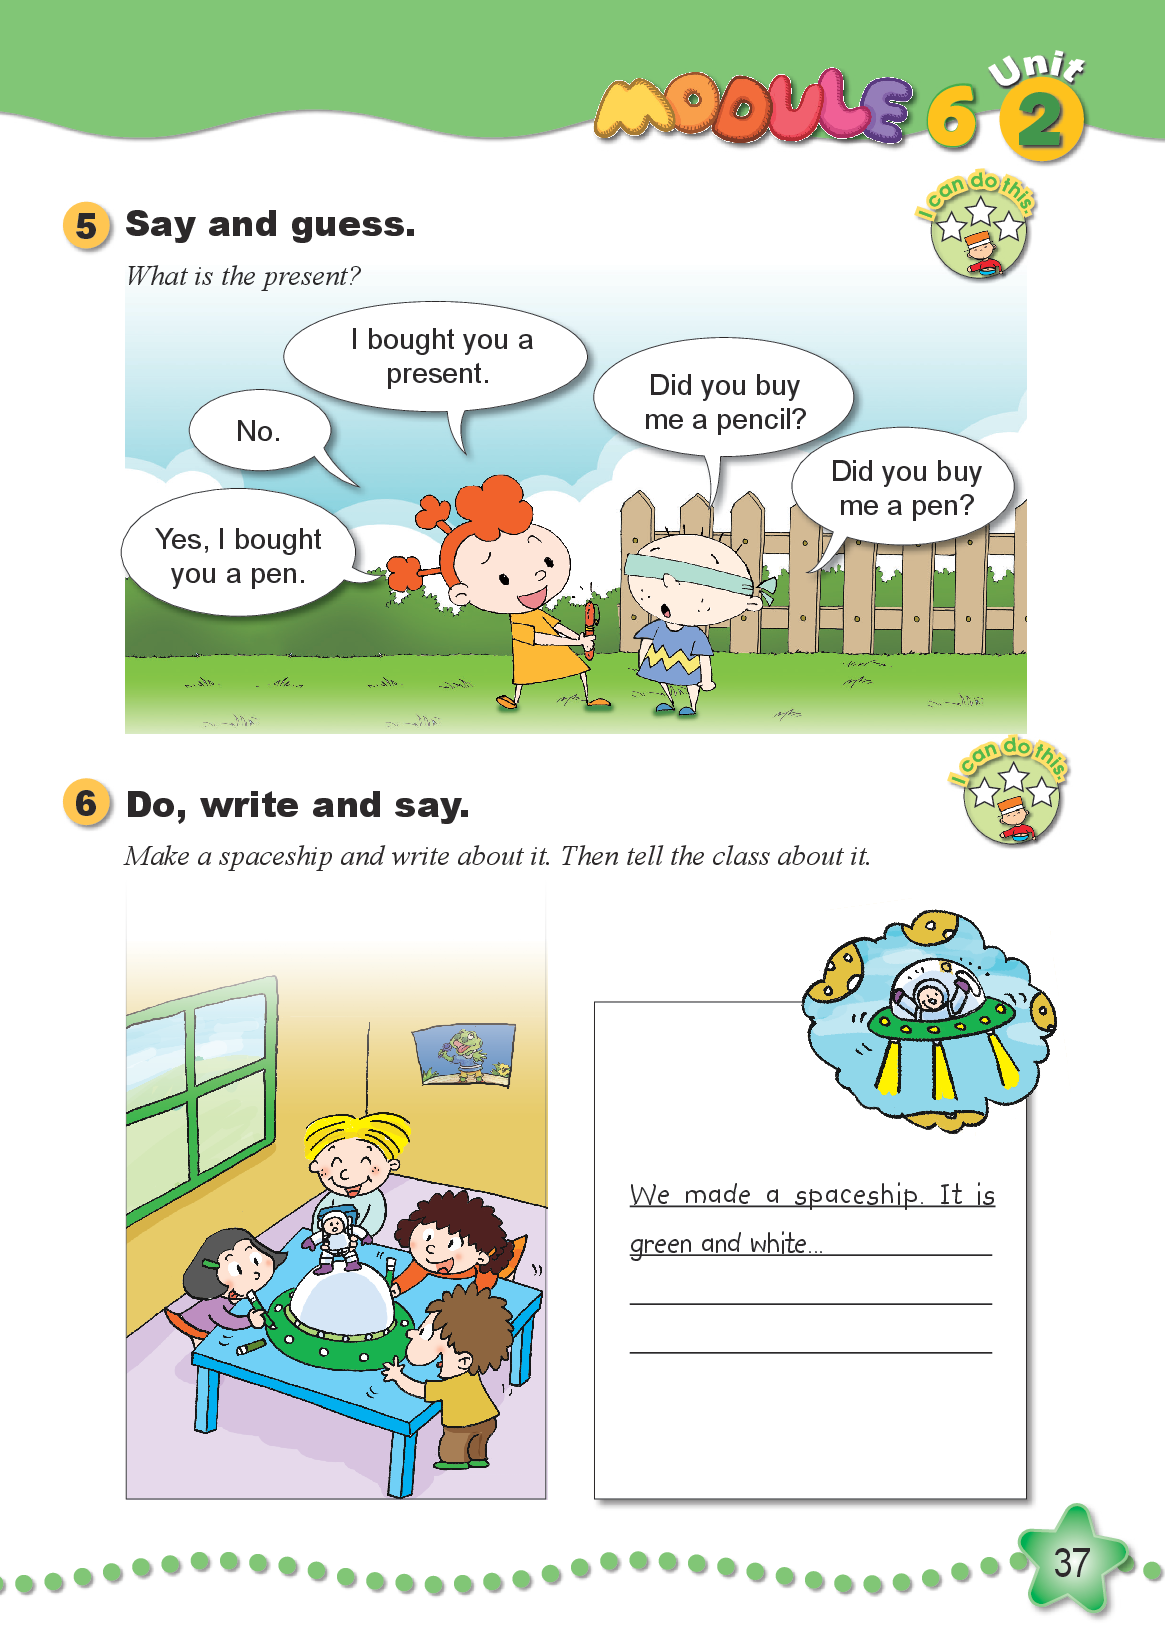 MODULE 6 Unit 2
5 Say and guess.
I can do this.
What is the present?
I bought you a
present.
Did you buy
me a pencil?
No.
Did you buy
me a pen?
Yes, I bought
you a pen.
6 Do, write and say.
I can do this.
Make a spaceship and write about it. Then tell the class about it.
We made a spaceship. It is
green and white...
37